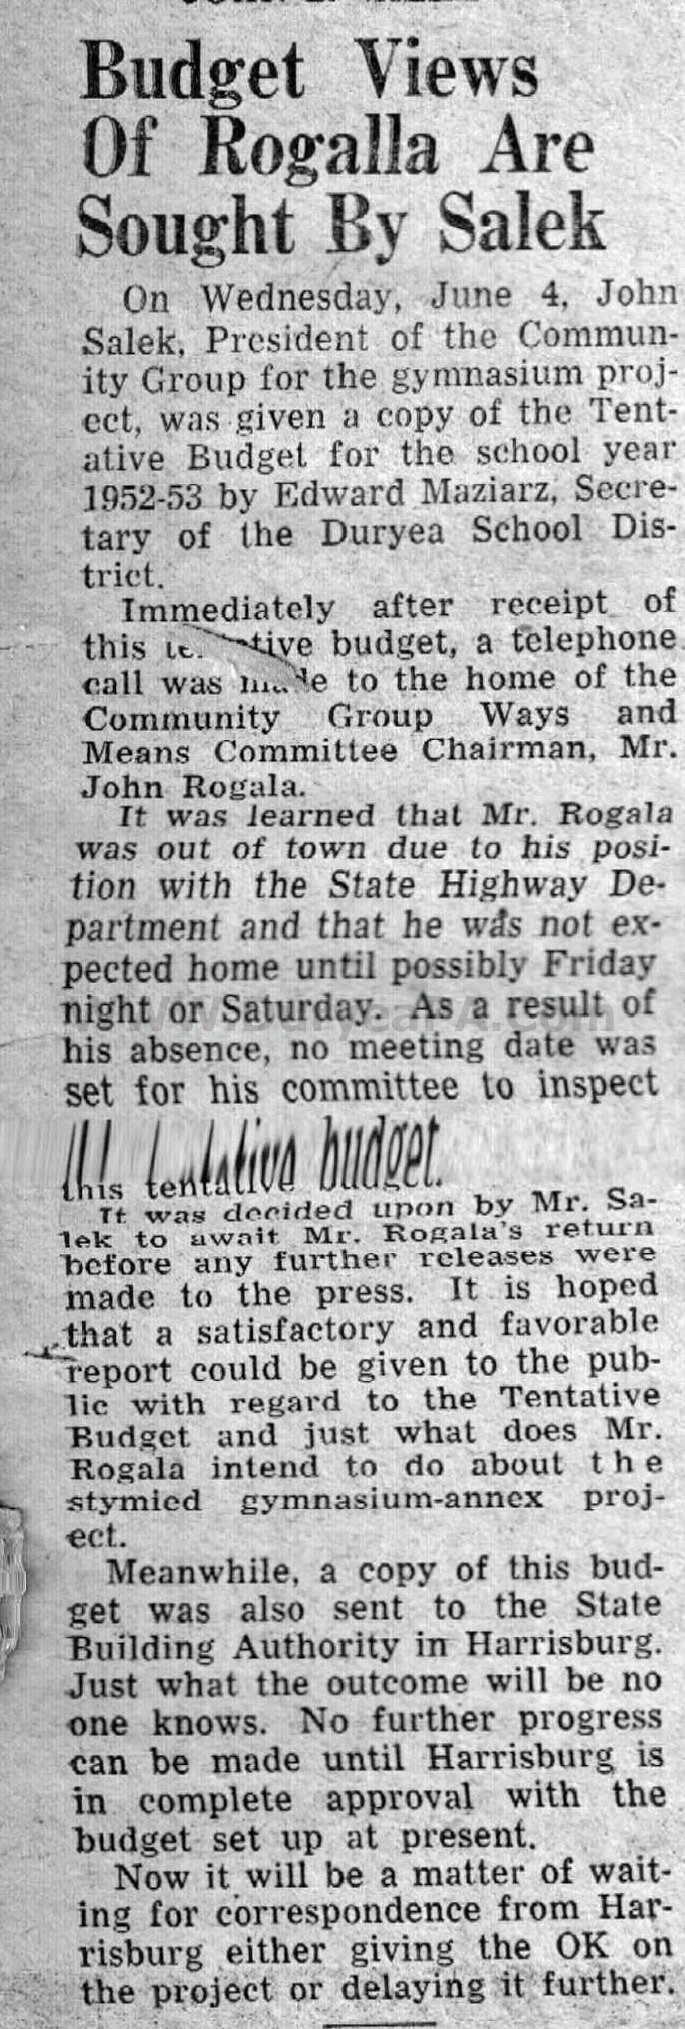 Budget Views
Of Rogalla Are
Sought By Salek
On Wednesday, June 4, John
Salek, President of the Commun-
ity Group for the gymnasium proj-
ect, was given a copy of the Tent-
ative Budget for the school year
1952-53 by Edward Maziarz, Secre-
tary of the Duryea School Dis-
trict.
Immediately after receipt of
this tentative budget, a telephone
call was made to the home of the
Community Group Ways and
Means Committee Chairman, Mr.
John Rogala.
It was learned that Mr. Rogala
was out of town due to his posi-
tion with the State Highway De-
partment and that he was not ex-
pected home until possibly Friday
night or Saturday. As a result of
www.DuryeaPA.com
his absence, no meeting date was
set for his committee to inspect
this tentative budget.
It was decided upon by Mr. Sa-
lek to await Mr. Rogala's return
before any further releases were
made to the press. It is hoped
that a satisfactory and favorable
report could be given to the pub-
lic with regard to the Tentative
Budget and just what does Mr.
Rogala intend to do about the
stymied gymnasium-annex proj-
ect.
Meanwhile, a copy of this bud-
get was also sent to the State
Building Authority in Harrisburg.
Just what the outcome will be no
one knows. No further progress
can be made until Harrisburg is
in complete approval with the
budget set up at present.
Now it will be a matter of wait-
ing for correspondence from Har-
risburg either giving the OK on
the project or delaying it further.